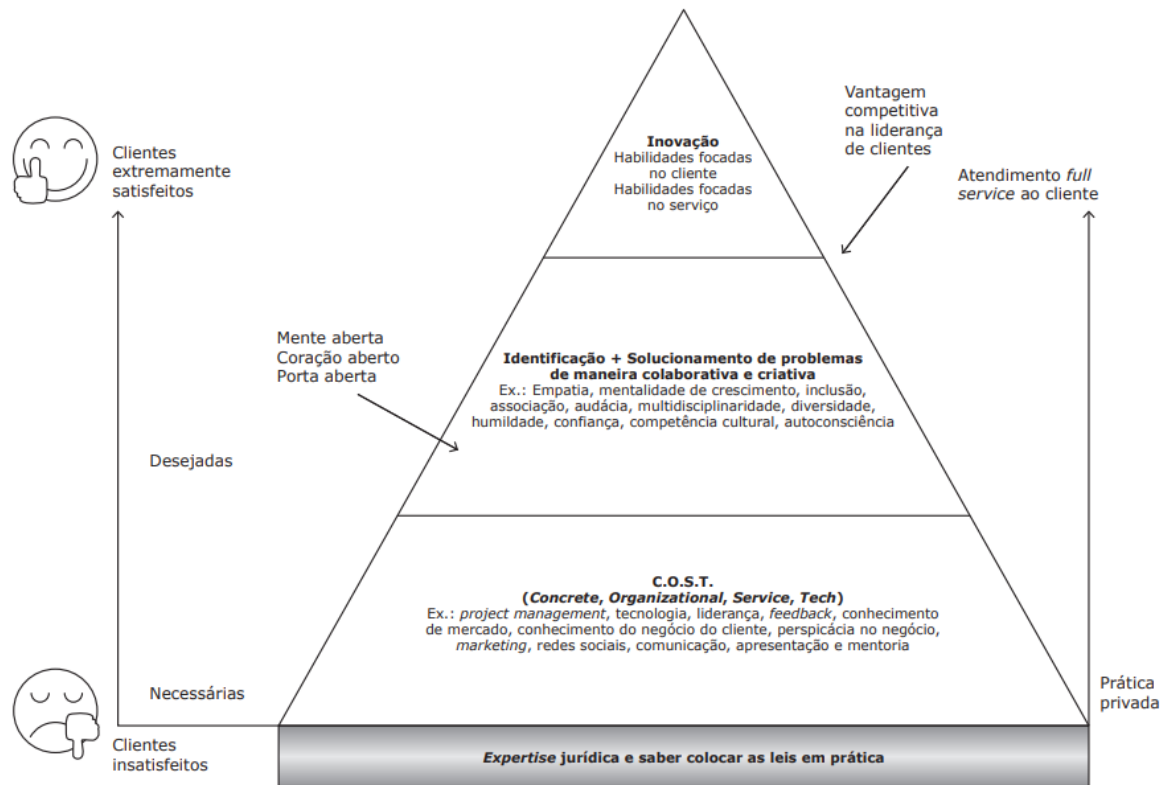 Vantagem
competitiva
na liderança
de clientes
Clientes
extremamente
satisfeitos
Inovação
Habilidades focadas
no cliente
Habilidades focadas
no serviço
Atendimento full
service ao cliente
Mente aberta
Coração aberto
Porta aberta
Identificação + Solucionamento de problemas
de maneira colaborativa e criativa
Ex.: Empatia, mentalidade de crescimento, inclusão,
associação, audácia, multidisciplinaridade, diversidade,
humildade, confiança, competência cultural, autoconsciência
Desejadas
C.O.S.T.
(Concrete, Organizational, Service, Tech)
Ex.: project management, tecnologia, liderança, feedback, conhecimento
de mercado, conhecimento do negócio do cliente, perspicácia no negócio,
marketing, redes sociais, comunicação, apresentação e mentoria
Necessárias
Prática
privada
Clientes
insatisfeitos
Expertise jurídica e saber colocar as leis em prática